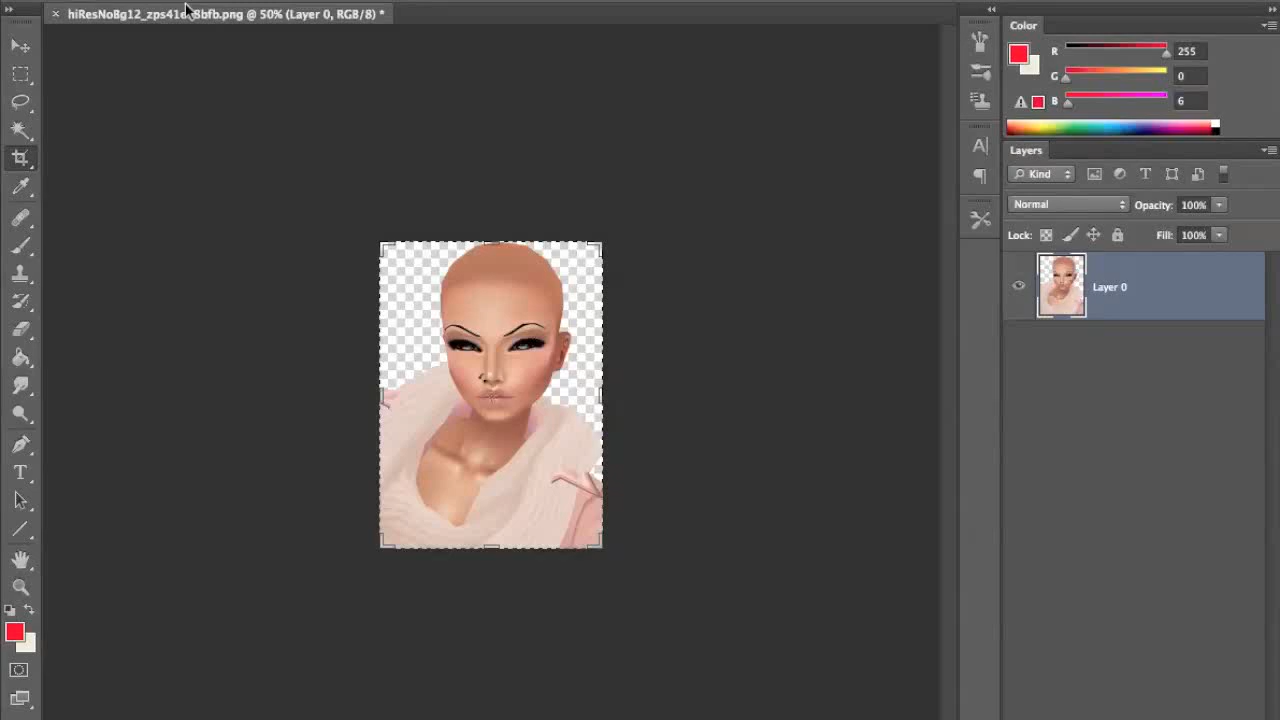 hiResNoBg12_zps41 8bfb.png @ 50% (Layer 0, RGB/8) *
Color
R 255
G 0
B 6
Layers
Kind
Normal Opacity: 100%
Lock: Fill: 100%
Layer 0